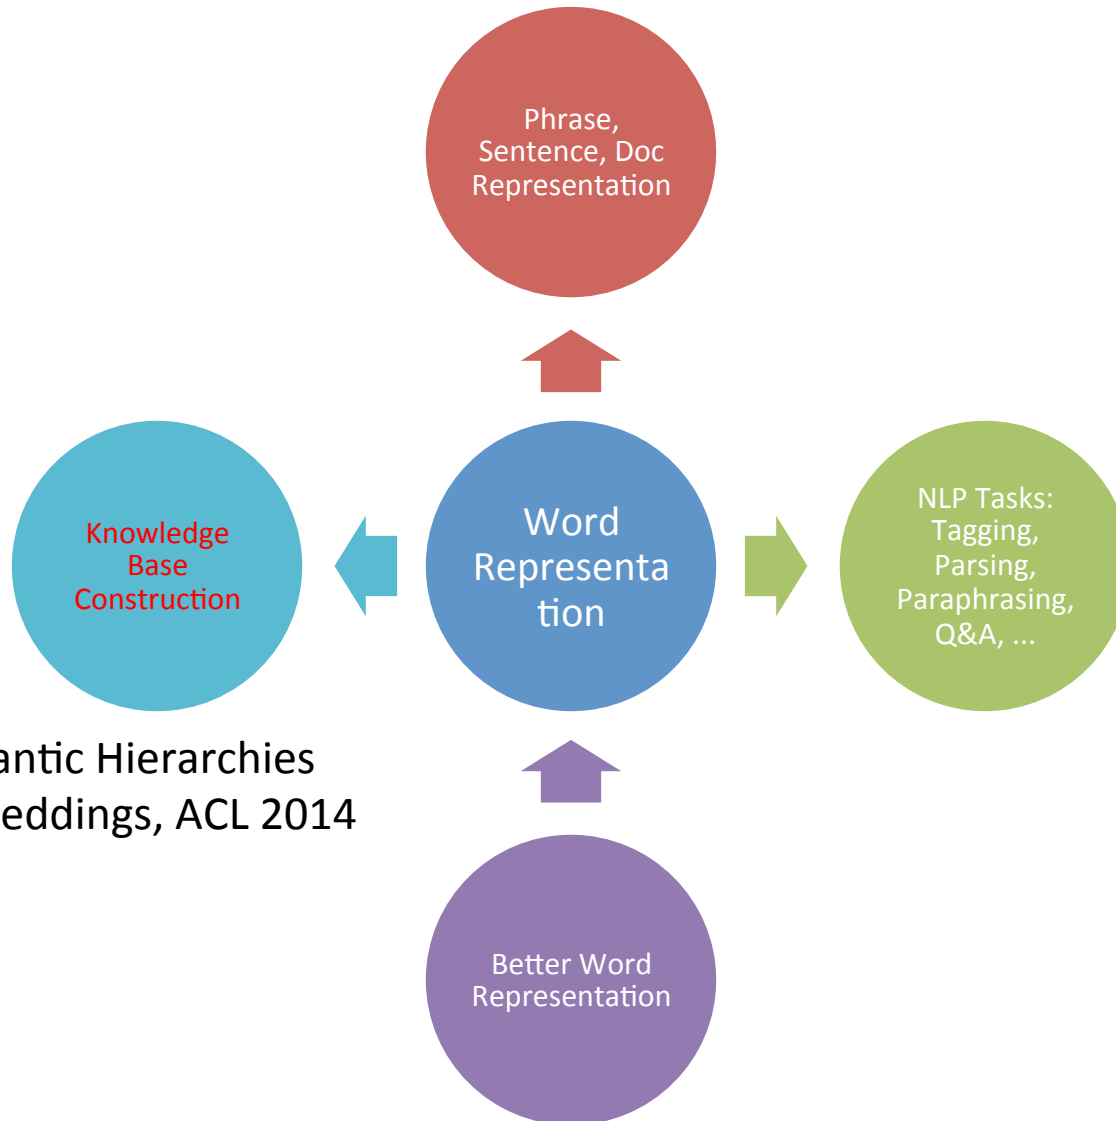 Phrase,
Sentence, Doc
Representation
Knowledge
Base
Construction
Word
Representa
tion
NLP Tasks:
Tagging,
Parsing,
Paraphrasing,
Q&A, ...
antic Hierarchies
eddings, ACL 2014
Better Word
Representation